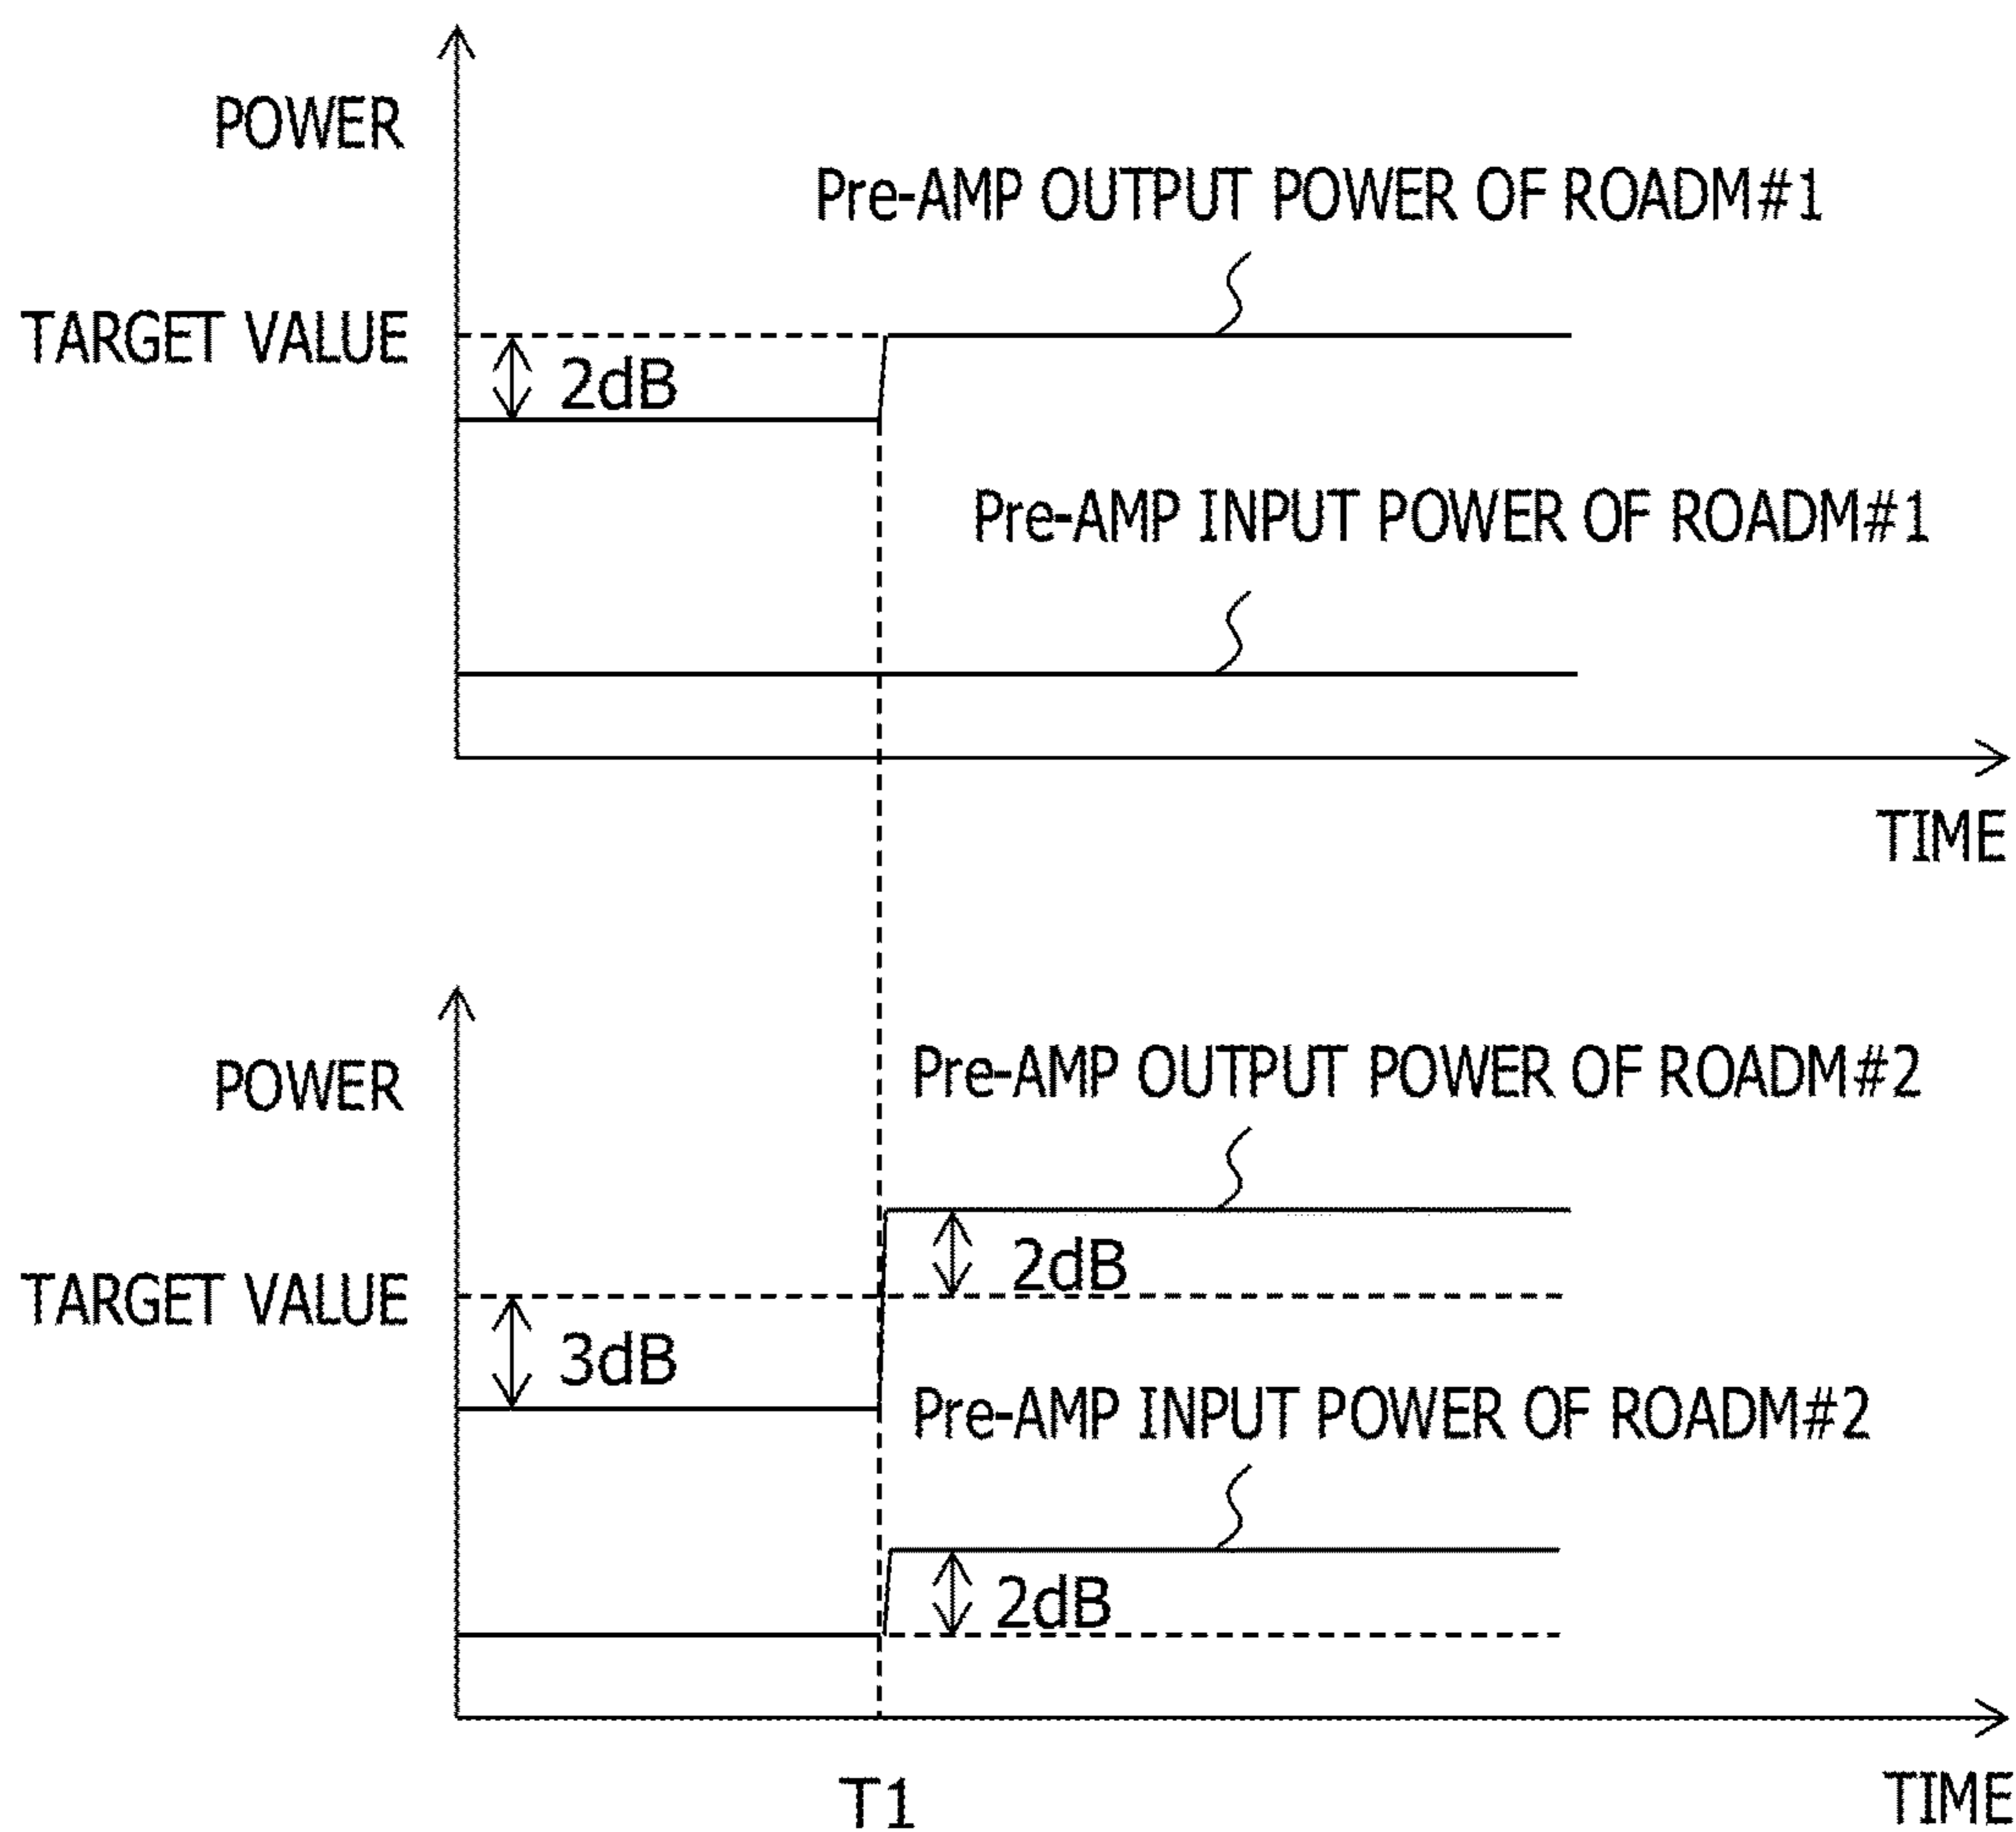 POWER
Pre-AMP OUTPUT POWER OF ROADM#1
TARGET VALUE
2dB
Pre-AMP INPUT POWER OF ROADM#1
TIME
POWER
Pre-AMP OUTPUT POWER OF ROADM#2
2dB
TARGET VALUE
3dB
Pre-AMP INPUT POWER OF ROADM#2
2dB
T1
TIME